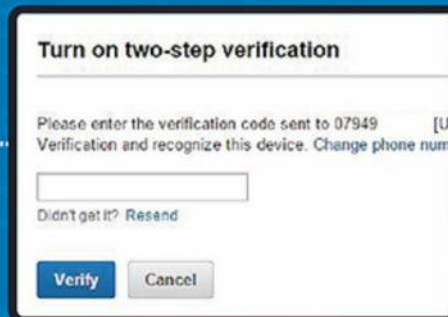 Turn on two-step verification
Please enter the verification code sent to 07949 [U
Verification and recognize this device. Change phone num
Didn't get it? Resend
Verify Cancel